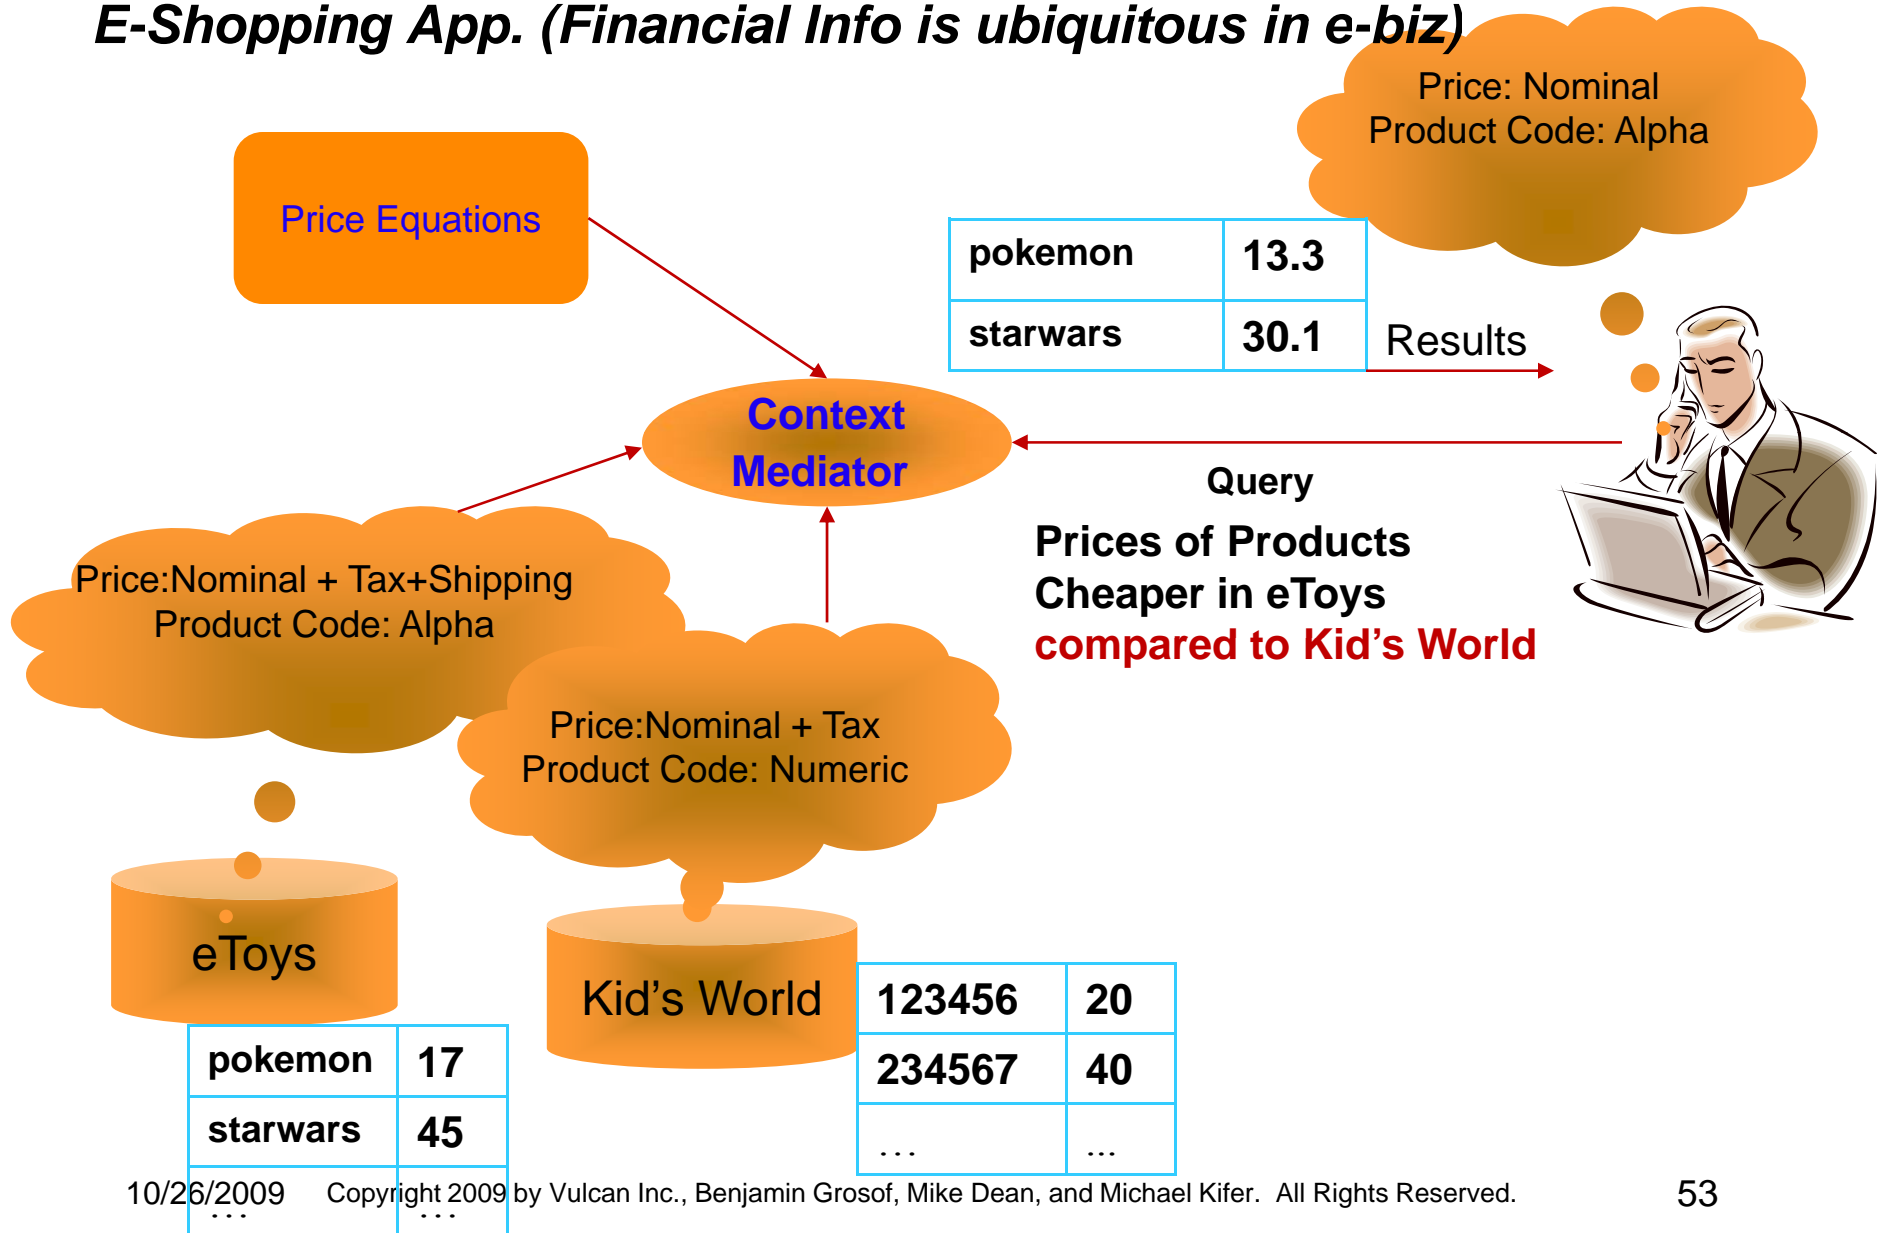 E-Shopping App. (Financial Info is ubiquitous in e-biz)
Price: Nominal
Product Code: Alpha
Price Equations
pokemon 13.3
starwars 30.1
Results
Context
Mediator
Query
Prices of Products
Cheaper in eToys
compared to Kid’s World
Price:Nominal + Tax+Shipping
Product Code: Alpha
Price:Nominal + Tax
Product Code: Numeric
eToys
Kid’s World
123456 20
234567 40
… …
pokemon 17
starwars 45
… …
10/26/2009 Copyright 2009 by Vulcan Inc., Benjamin Grosof, Mike Dean, and Michael Kifer. All Rights Reserved. 53